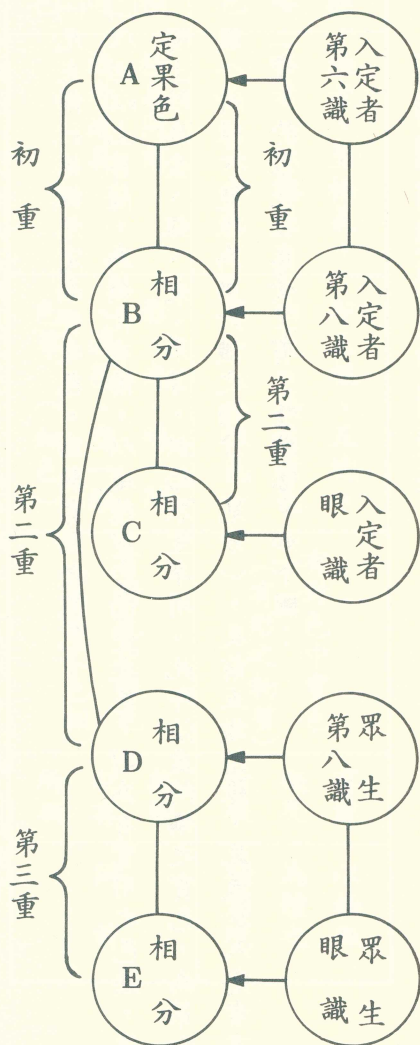 入定者
第六識
定果色
A
初重
初重
入定者
第八識
相分
B
第二重
第二重
入定者
眼識
相分
C
眾生
第八識
相分
D
第三重
眾生
眼識
相分
E